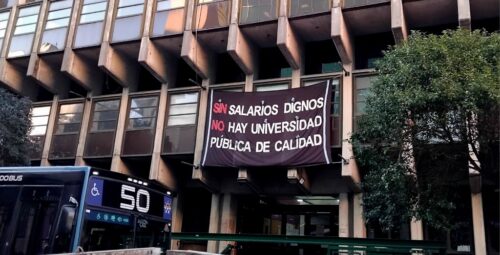 SIN SALARIOS DIGNOS
NO HAY UNIVERSIDAD
PÚBLICA DE CALIDAD
50